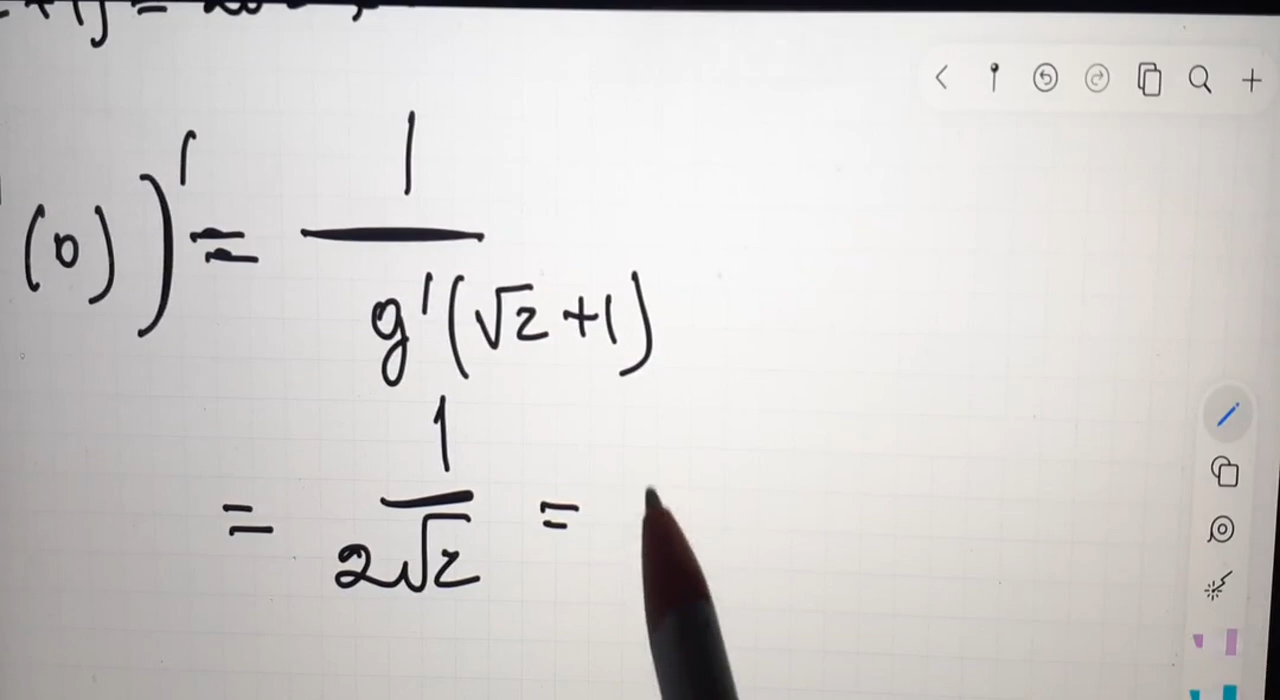 (0))' = 1 / g'(√2+1)
= 1 / 2√2 =